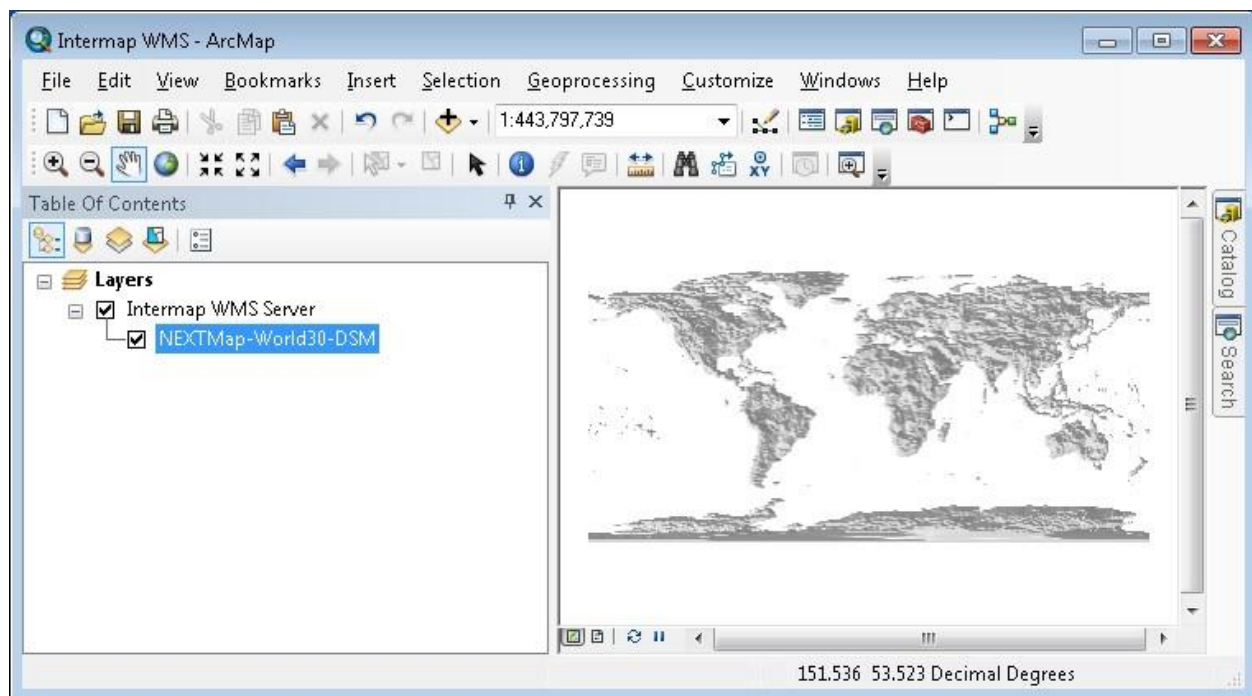 Intermap WMS - ArcMap
File Edit View Bookmarks Insert Selection Geoprocessing Customize Windows Help
1:443,797,739
XY
Table Of Contents
Layers
Intermap WMS Server
NEXTMap-World30-DSM
Catalog
Search
151.536 53.523 Decimal Degrees